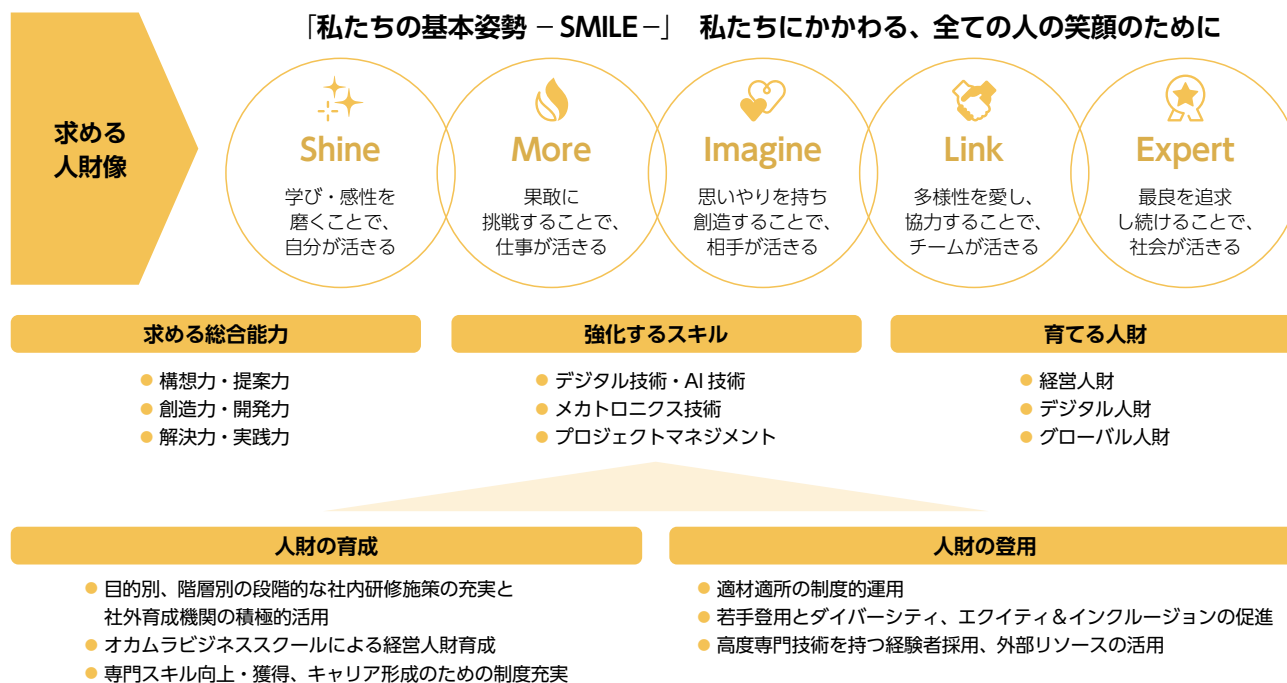 「私たちの基本姿勢 － SMILE－」 私たちにかかわる、全ての人の笑顔のために
求める
人財像
Shine
学び・感性を
磨くことで、
自分が活きる
More
果敢に
挑戦することで、
仕事が活きる
Imagine
思いやりを持ち
創造することで、
相手が活きる
Link
多様性を愛し、
協力することで、
チームが活きる
Expert
最良を追求
し続けることで、
社会が活きる
求める総合能力
● 構想力・提案力
● 創造力・開発力
● 解決力・実践力
強化するスキル
● デジタル技術・AI 技術
● メカトロニクス技術
● プロジェクトマネジメント
育てる人財
● 経営人財
● デジタル人財
● グローバル人財
人財の育成
● 目的別、階層別の段階的な社内研修施策の充実と
社外育成機関の積極的活用
● オカムラビジネススクールによる経営人財育成
● 専門スキル向上・獲得、キャリア形成のための制度充実
人財の登用
● 適材適所の制度的運用
● 若手登用とダイバーシティ、エクイティ＆インクルージョンの促進
● 高度専門技術を持つ経験者採用、外部リソースの活用